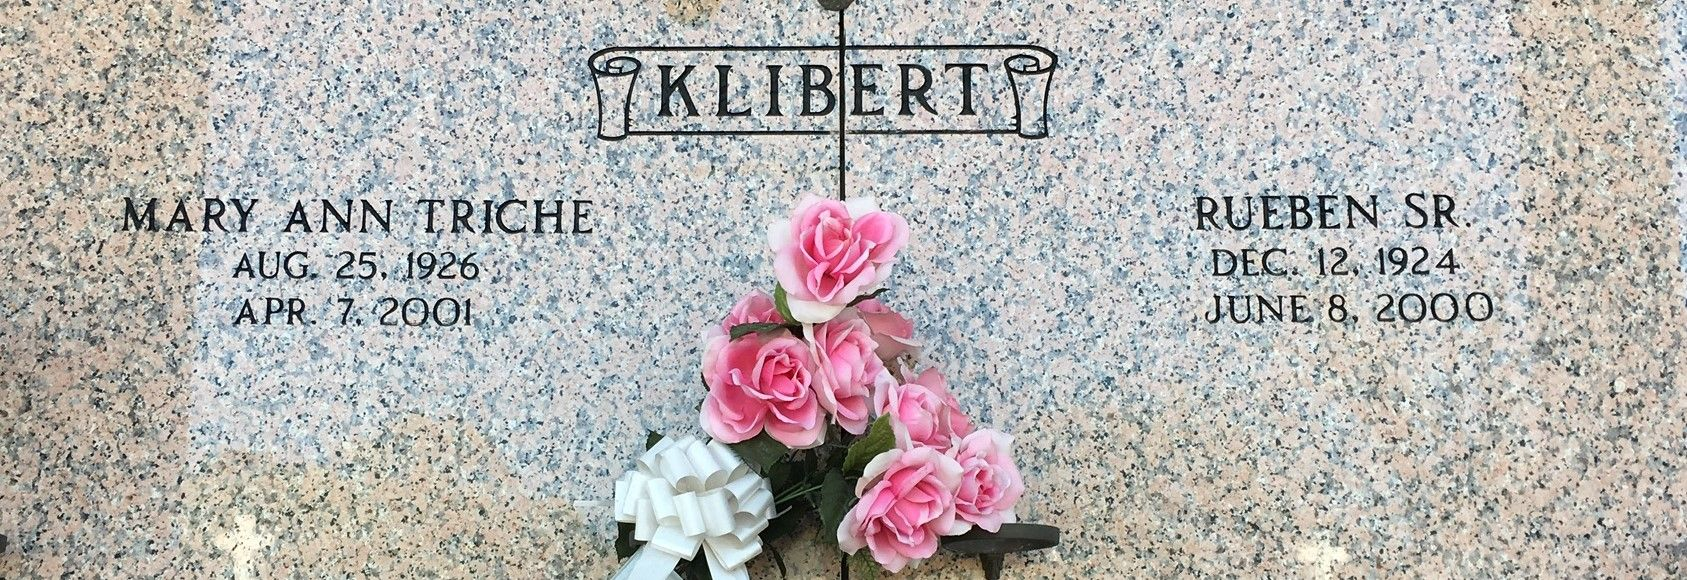 KLIBERT
MARY ANN TRICHE
AUG. 25, 1926
APR. 7, 2001
RUEBEN SR.
DEC. 12, 1924
JUNE 8, 2000